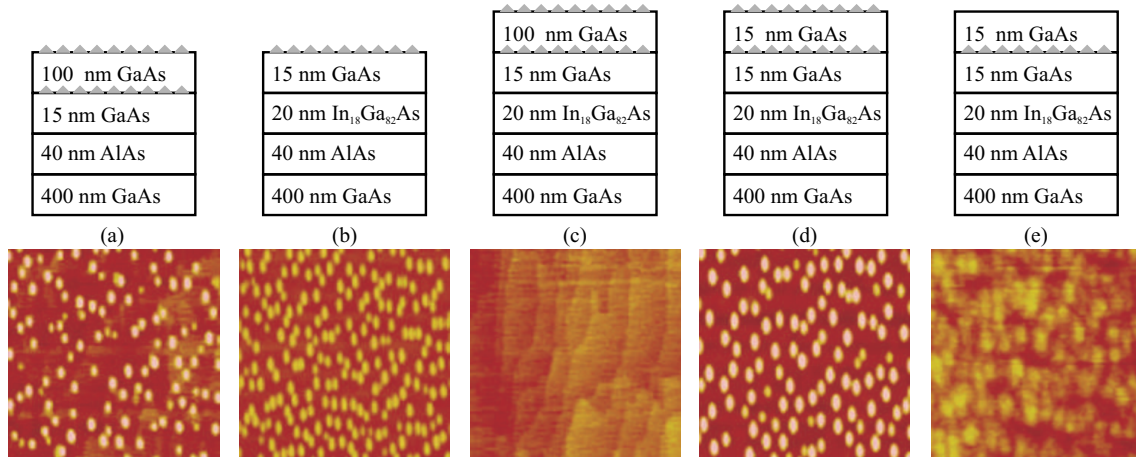 100 nm GaAs
15 nm GaAs
40 nm AlAs
400 nm GaAs
(a)
15 nm GaAs
20 nm In₁₈Ga₈₂As
40 nm AlAs
400 nm GaAs
(b)
100 nm GaAs
15 nm GaAs
20 nm In₁₈Ga₈₂As
40 nm AlAs
400 nm GaAs
(c)
15 nm GaAs
15 nm GaAs
20 nm In₁₈Ga₈₂As
40 nm AlAs
400 nm GaAs
(d)
15 nm GaAs
15 nm GaAs
20 nm In₁₈Ga₈₂As
40 nm AlAs
400 nm GaAs
(e)